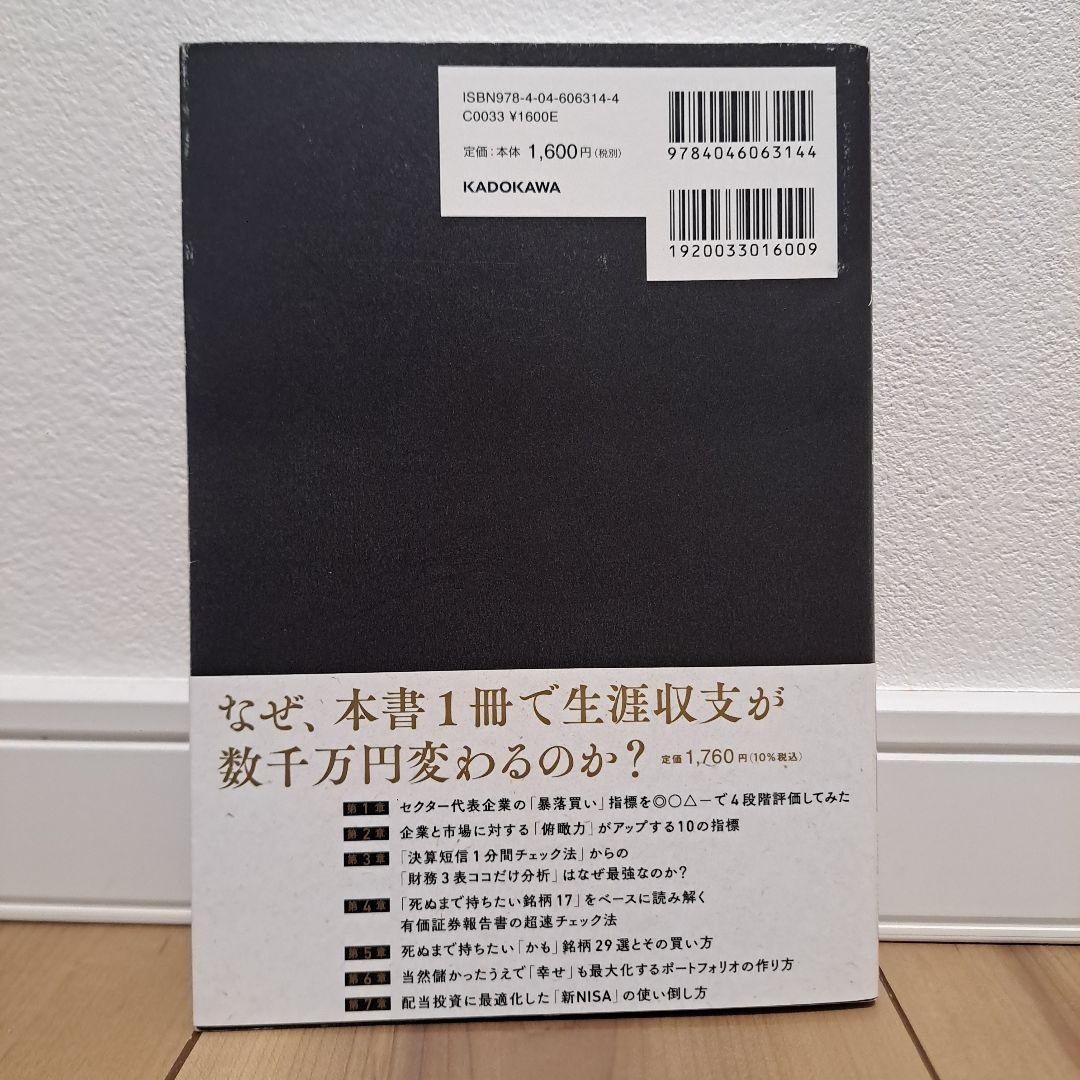 ISBN978-4-04-606314-4
C0033 ¥1600E
定価:本体 1,600円(税別)
KADOKAWA
9784046063144
1920033016009
なぜ、本書1冊で生涯収支が
数千万円変わるのか? 定価1,760円(10%税込)
第1章 セクター代表企業の「暴落買い」指標を◎○△−で4段階評価してみた
第2章 企業と市場に対する「俯瞰力」がアップする10の指標
第3章 「決算短信1分間チェック法」からの
「財務3表ココだけ分析」はなぜ最強なのか?
第4章 「死ぬまで持ちたい銘柄17」をベースに読み解く
有価証券報告書の超速チェック法
第5章 死ぬまで持ちたい「かも」銘柄29選とその買い方
第6章 当然儲かったうえで「幸せ」も最大化するポートフォリオの作り方
第7章 配当投資に最適化した「新NISA」の使い倒し方